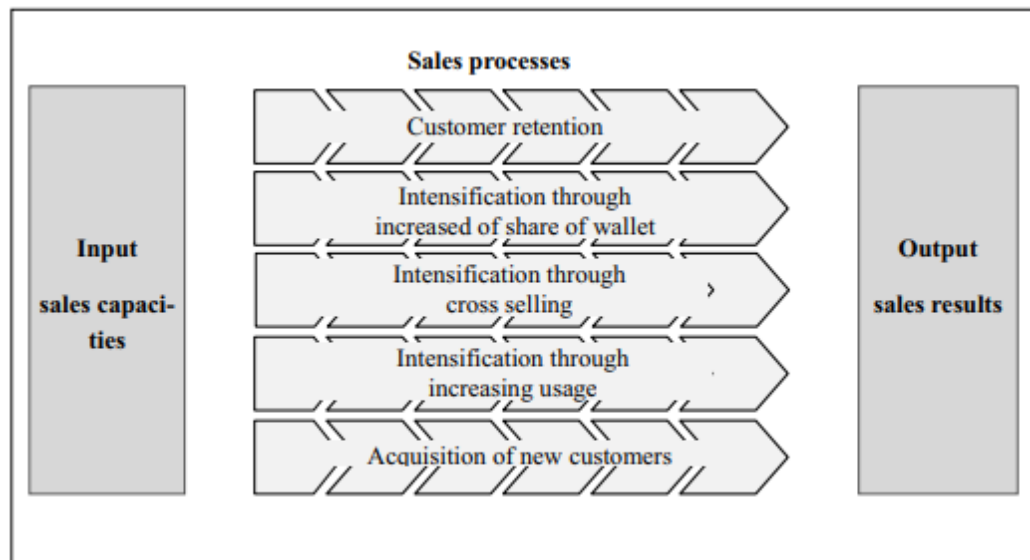 Sales processes
Customer retention
Intensification through
increased of share of wallet
Input
sales capaci-
ties
Intensification through
cross selling
Output
sales results
Intensification through
increasing usage
Acquisition of new customers